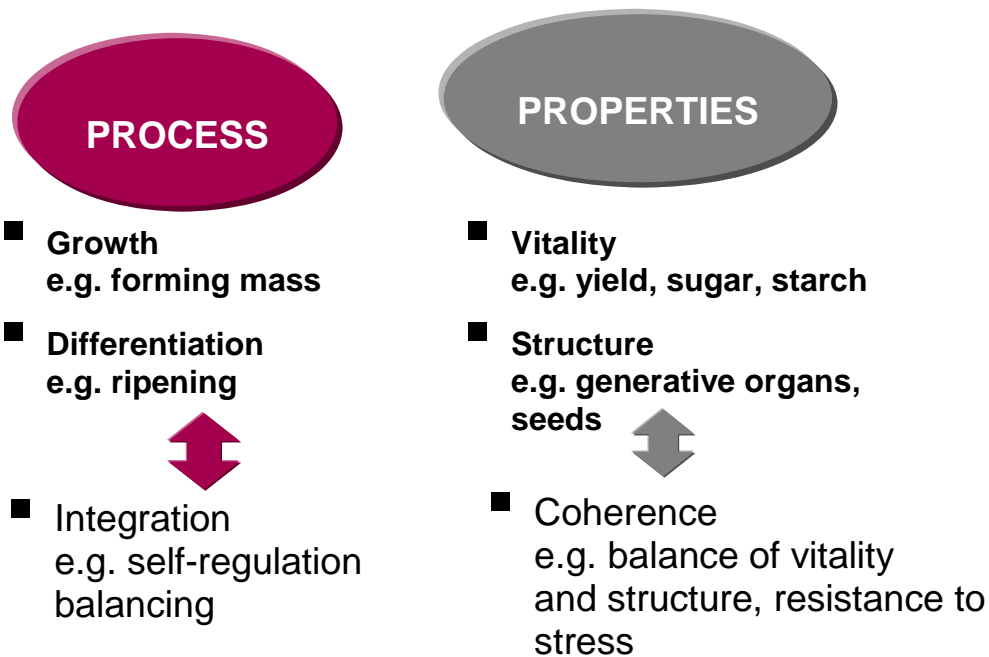 PROCESS
Growth
e.g. forming mass
Differentiation
e.g. ripening
Integration
e.g. self-regulation
balancing
PROPERTIES
Vitality
e.g. yield, sugar, starch
Structure
e.g. generative organs,
seeds
Coherence
e.g. balance of vitality
and structure, resistance to
stress